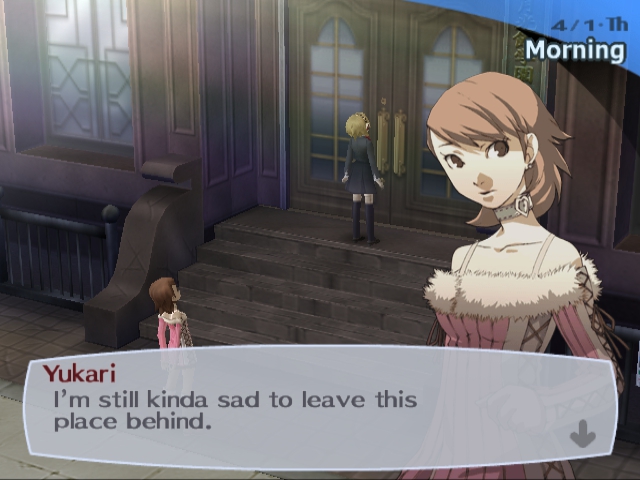 4/1·Th
Morning
Yukari
I'm still kinda sad to leave this
place behind.